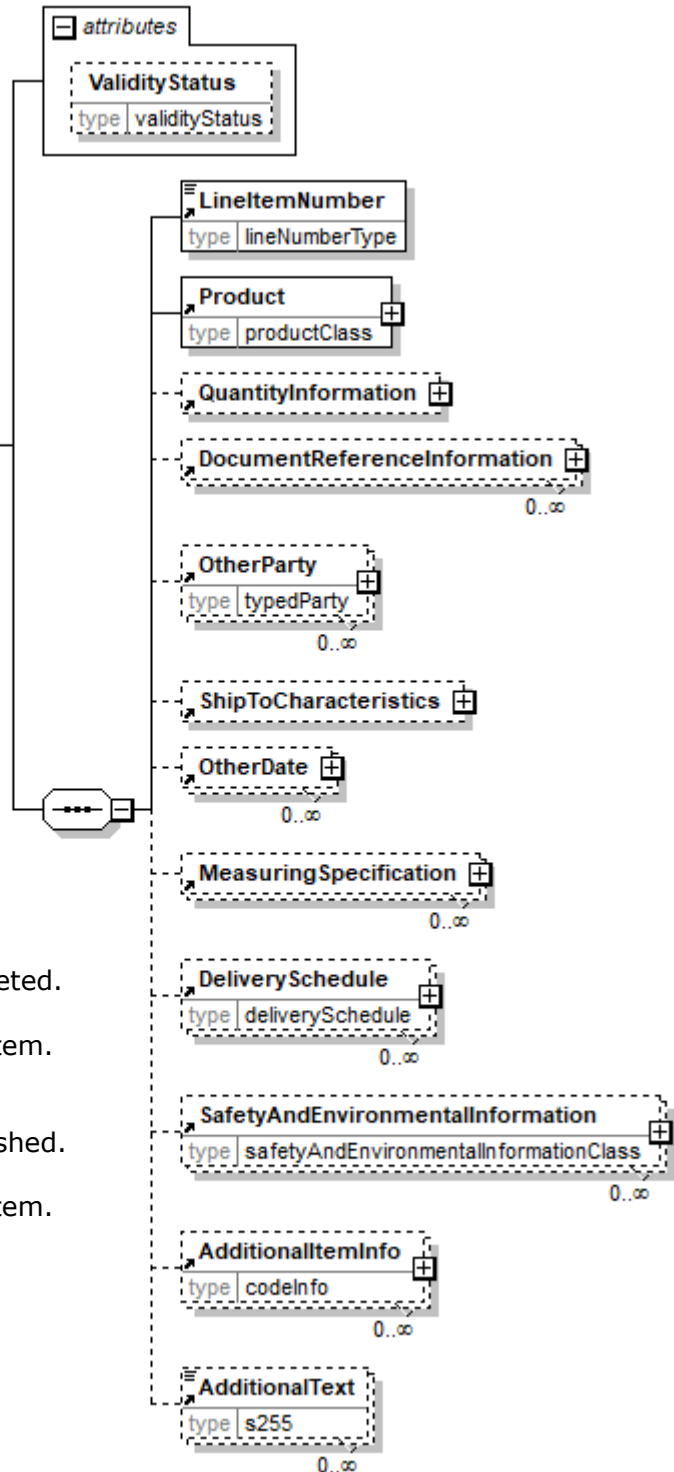 attributes
ValidityStatus
type validityStatus
LineItemNumber
type lineNumberType
Product
type productClass
QuantityInformation
DocumentReferenceInformation
0..∞
OtherParty
type typedParty
0..∞
ShipToCharacteristics
OtherDate
0..∞
MeasuringSpecification
0..∞
eted.
DeliverySchedule
type deliverySchedule
tem.
0..∞
SafetyAndEnvironmentalInformation
shed.
type safetyAndEnvironmentalInformationClass
0..∞
tem.
AdditionalItemInfo
type codeInfo
0..∞
AdditionalText
type s255
0..∞